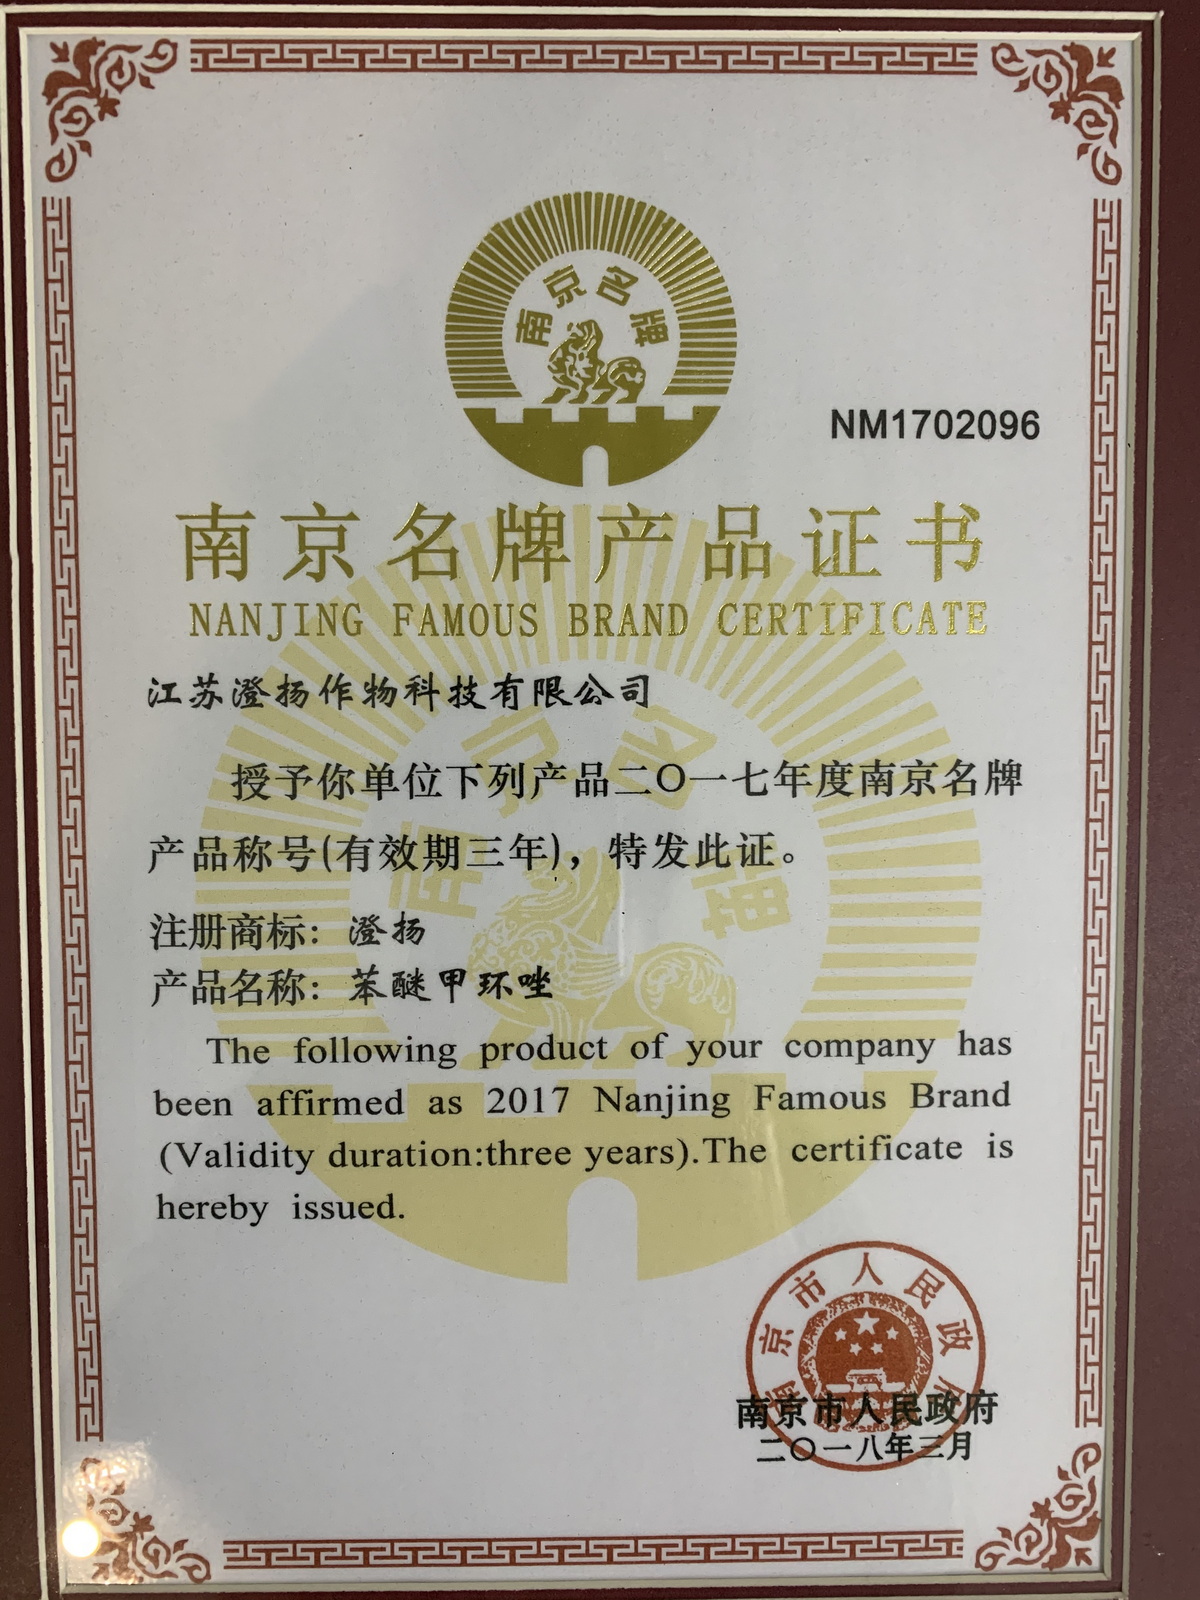 南京名牌
NM1702096
南京名牌产品证书
NANJING FAMOUS BRAND CERTIFICATE
江苏澄扬作物科技有限公司
授予你单位下列产品二〇一七年度南京名牌
产品称号(有效期三年)，特发此证。
注册商标：澄扬
产品名称：苯醚甲环唑
The following product of your company has
been affirmed as 2017 Nanjing Famous Brand
(Validity duration:three years).The certificate is
hereby issued.
南京市人民政府
南京市人民政府
二〇一八年三月